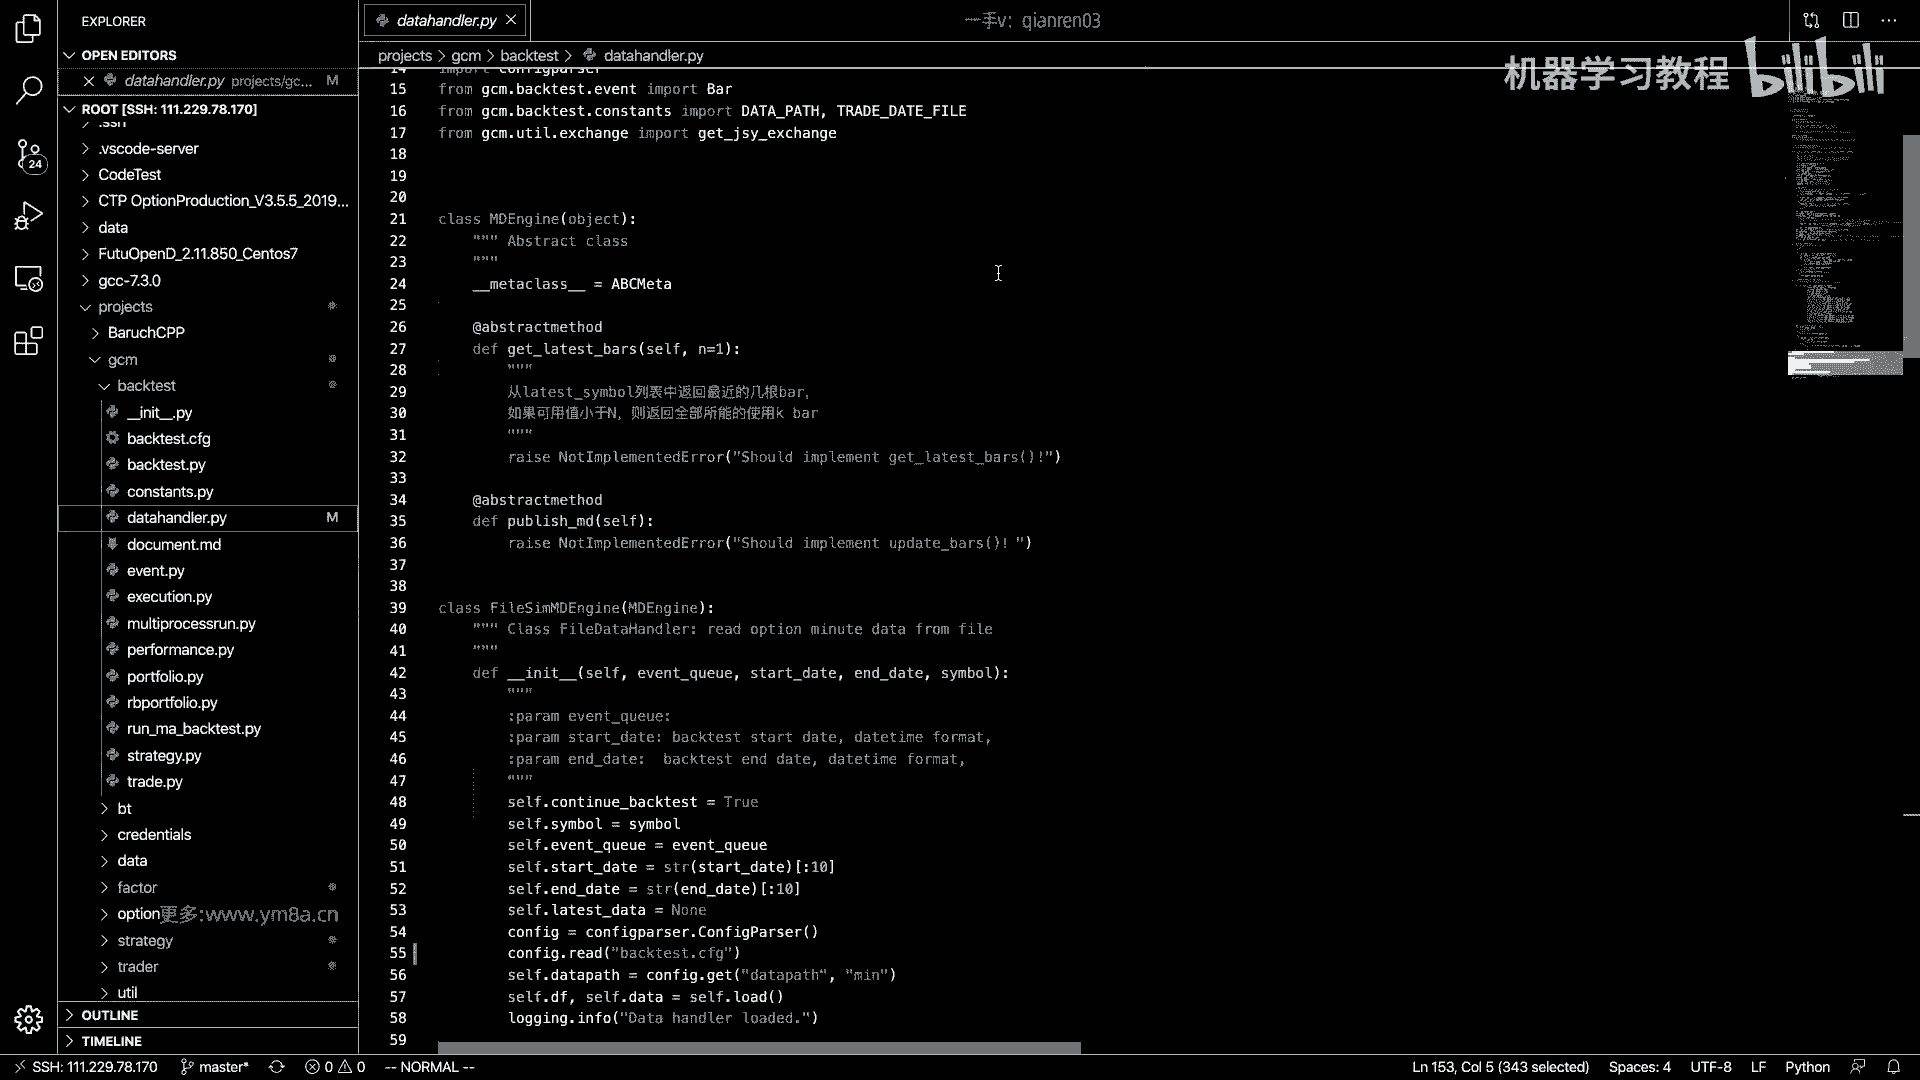 EXPLORER
OPEN EDITORS
datahandler.py projects/gc... M
ROOT [SSH: 111.229.78.170]
.ssh
.vscode-server
CodeTest
CTP OptionProduction_V3.5.5_2019...
data
FutuOpenD_2.11.850_Centos7
gcc-7.3.0
projects
BaruchCPP
gcm
backtest
__init__.py
backtest.cfg
backtest.py
constants.py
datahandler.py M
document.md
event.py
execution.py
multiprocessrun.py
performance.py
portfolio.py
rbportfolio.py
run_ma_backtest.py
strategy.py
trade.py
bt
credentials
data
factor
option
更多:www.ym8a.cn
strategy
trader
util
OUTLINE
TIMELINE
24
datahandler.py
一手v：qianren03
projects > gcm > backtest > datahandler.py
机器学习教程 bilibili
14 import configparser
15 from gcm.backtest.event import Bar
16 from gcm.backtest.constants import DATA_PATH, TRADE_DATE_FILE
17 from gcm.util.exchange import get_jsy_exchange
18
19
20
21 class MDEngine(object):
22     """ Abstract class
23     """
24     __metaclass__ = ABCMeta
25
26     @abstractmethod
27     def get_latest_bars(self, n=1):
28         """
29         从latest_symbol列表中返回最近的几根bar，
30         如果可用值小于N，则返回全部所能的使用k bar
31         """
32         raise NotImplementedError("Should implement get_latest_bars()!")
33
34     @abstractmethod
35     def publish_md(self):
36         raise NotImplementedError("Should implement update_bars()! ")
37
38
39 class FileSimMDEngine(MDEngine):
40     """ Class FileDataHandler: read option minute data from file
41     """
42     def __init__(self, event_queue, start_date, end_date, symbol):
43         """
44         :param event_queue:
45         :param start_date: backtest start date, datetime format,
46         :param end_date:  backtest end date, datetime format,
47         """
48         self.continue_backtest = True
49         self.symbol = symbol
50         self.event_queue = event_queue
51         self.start_date = str(start_date)[:10]
52         self.end_date = str(end_date)[:10]
53         self.latest_data = None
54         config = configparser.ConfigParser()
55         config.read("backtest.cfg")
56         self.datapath = config.get("datapath", "min")
57         self.df, self.data = self.load()
58         logging.info("Data handler loaded.")
59
SSH: 111.229.78.170 master* 0 0 -- NORMAL -- Ln 153, Col 5 (343 selected) Spaces: 4 UTF-8 LF Python